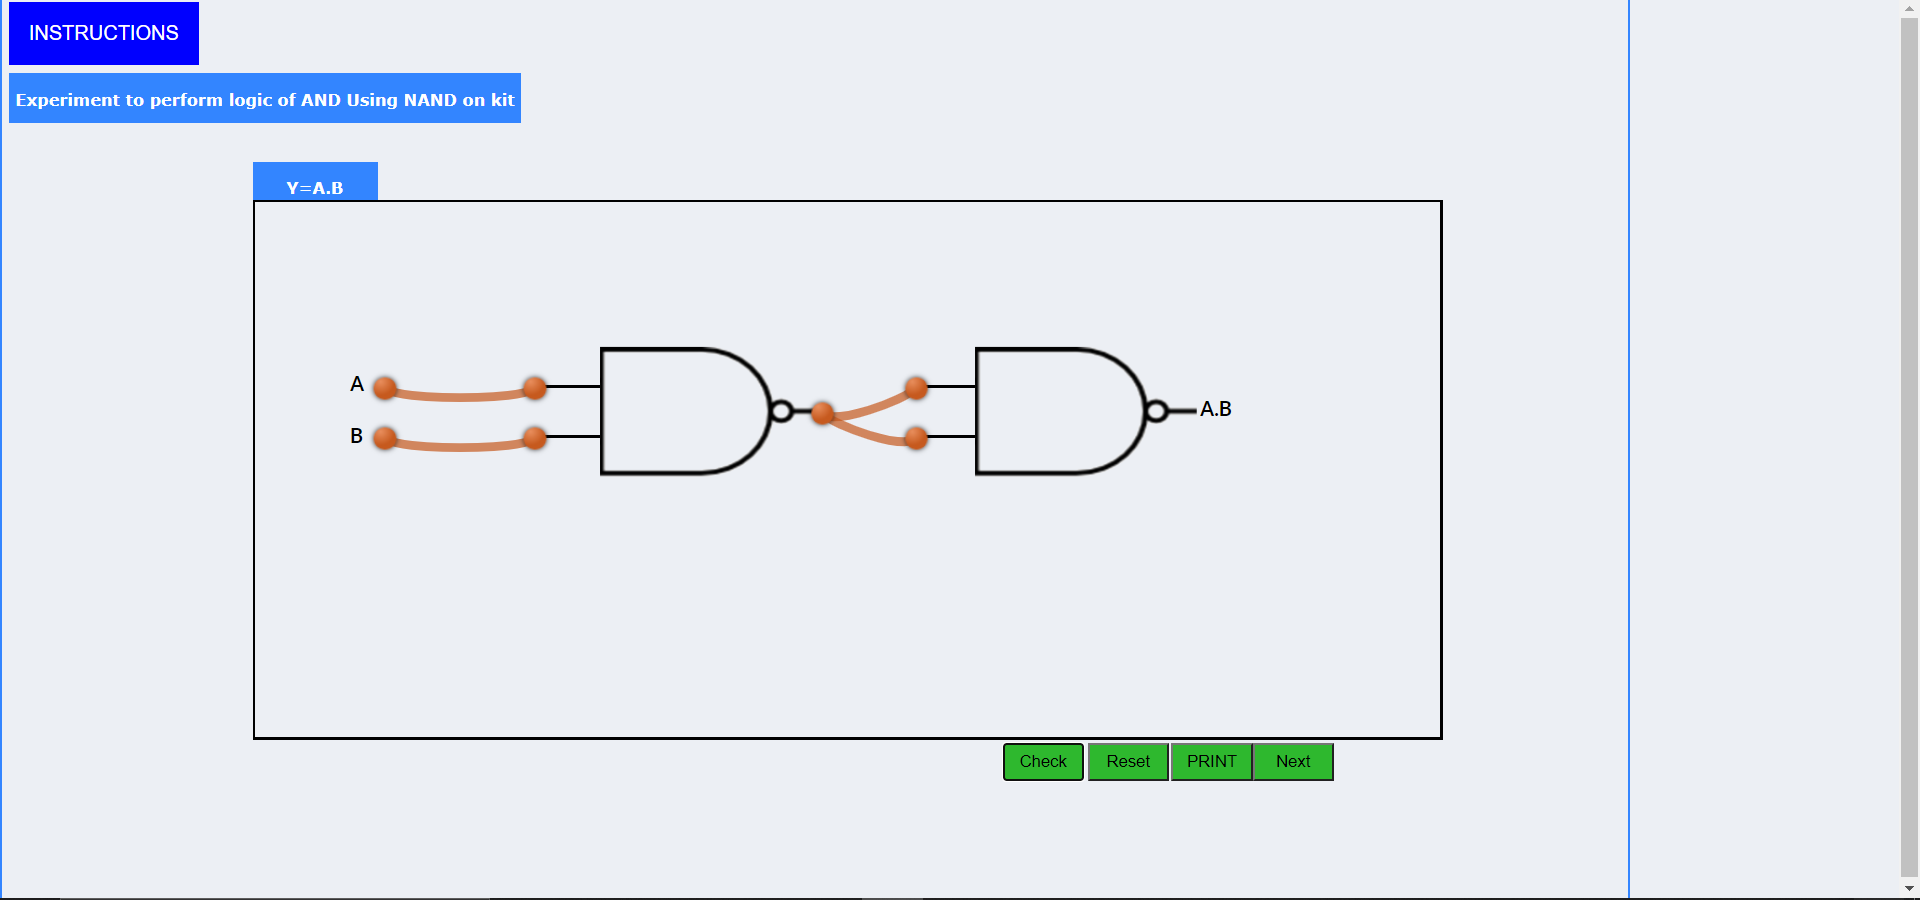 INSTRUCTIONS
Experiment to perform logic of AND Using NAND on kit
Y=A.B
A
B
A.B
Check Reset PRINT Next